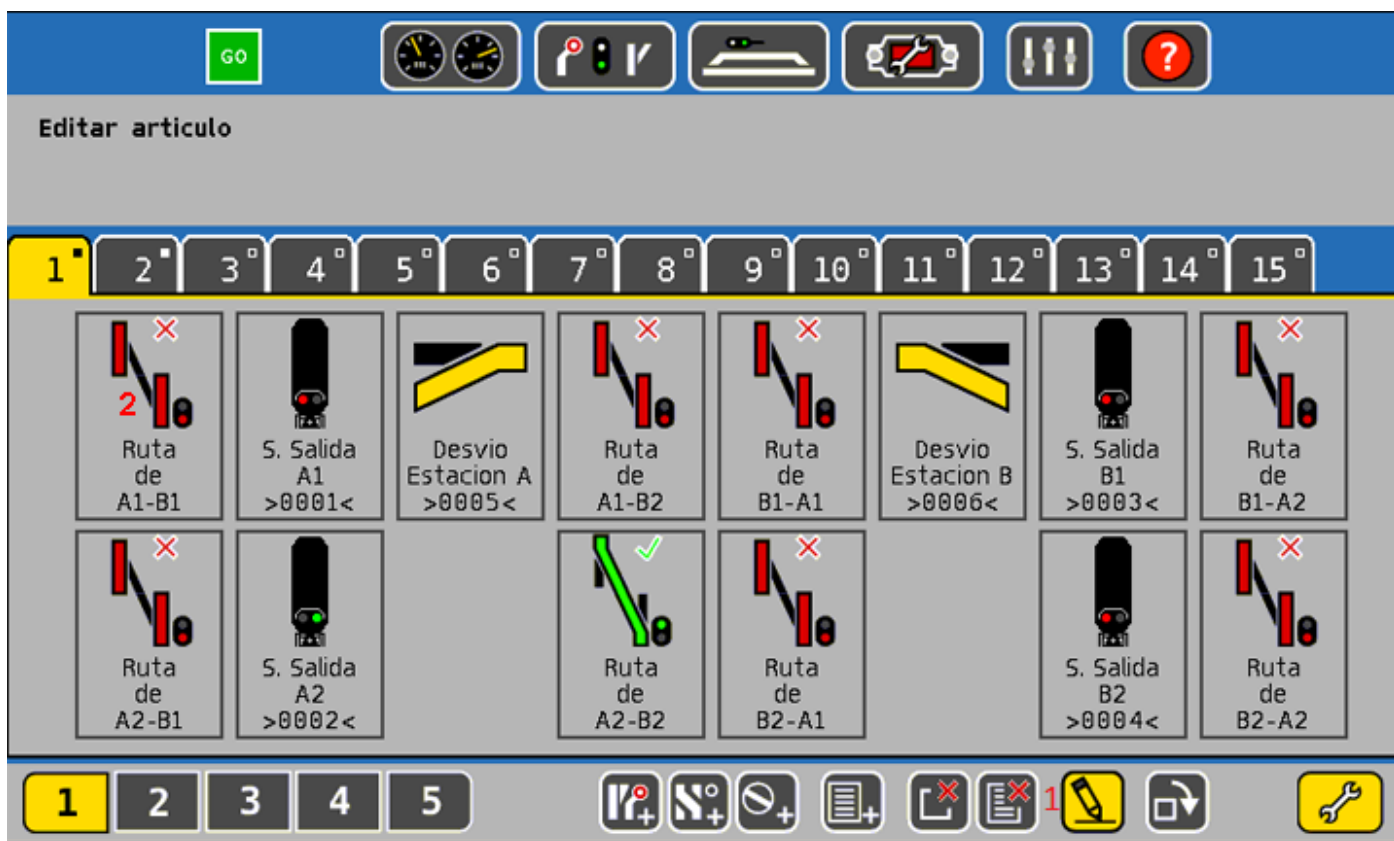 GO
?
Editar articulo
1 2 3 4 5 6 7 8 9 10 11 12 13 14 15
2
Ruta
de
A1-B1
S. Salida
A1
>0001<
Desvio
Estacion A
>0005<
Ruta
de
A1-B2
Ruta
de
B1-A1
Desvio
Estacion B
>0006<
S. Salida
B1
>0003<
Ruta
de
B1-A2
Ruta
de
A2-B1
S. Salida
A2
>0002<
Ruta
de
A2-B2
Ruta
de
B2-A1
S. Salida
B2
>0004<
Ruta
de
B2-A2
1 2 3 4 5
1